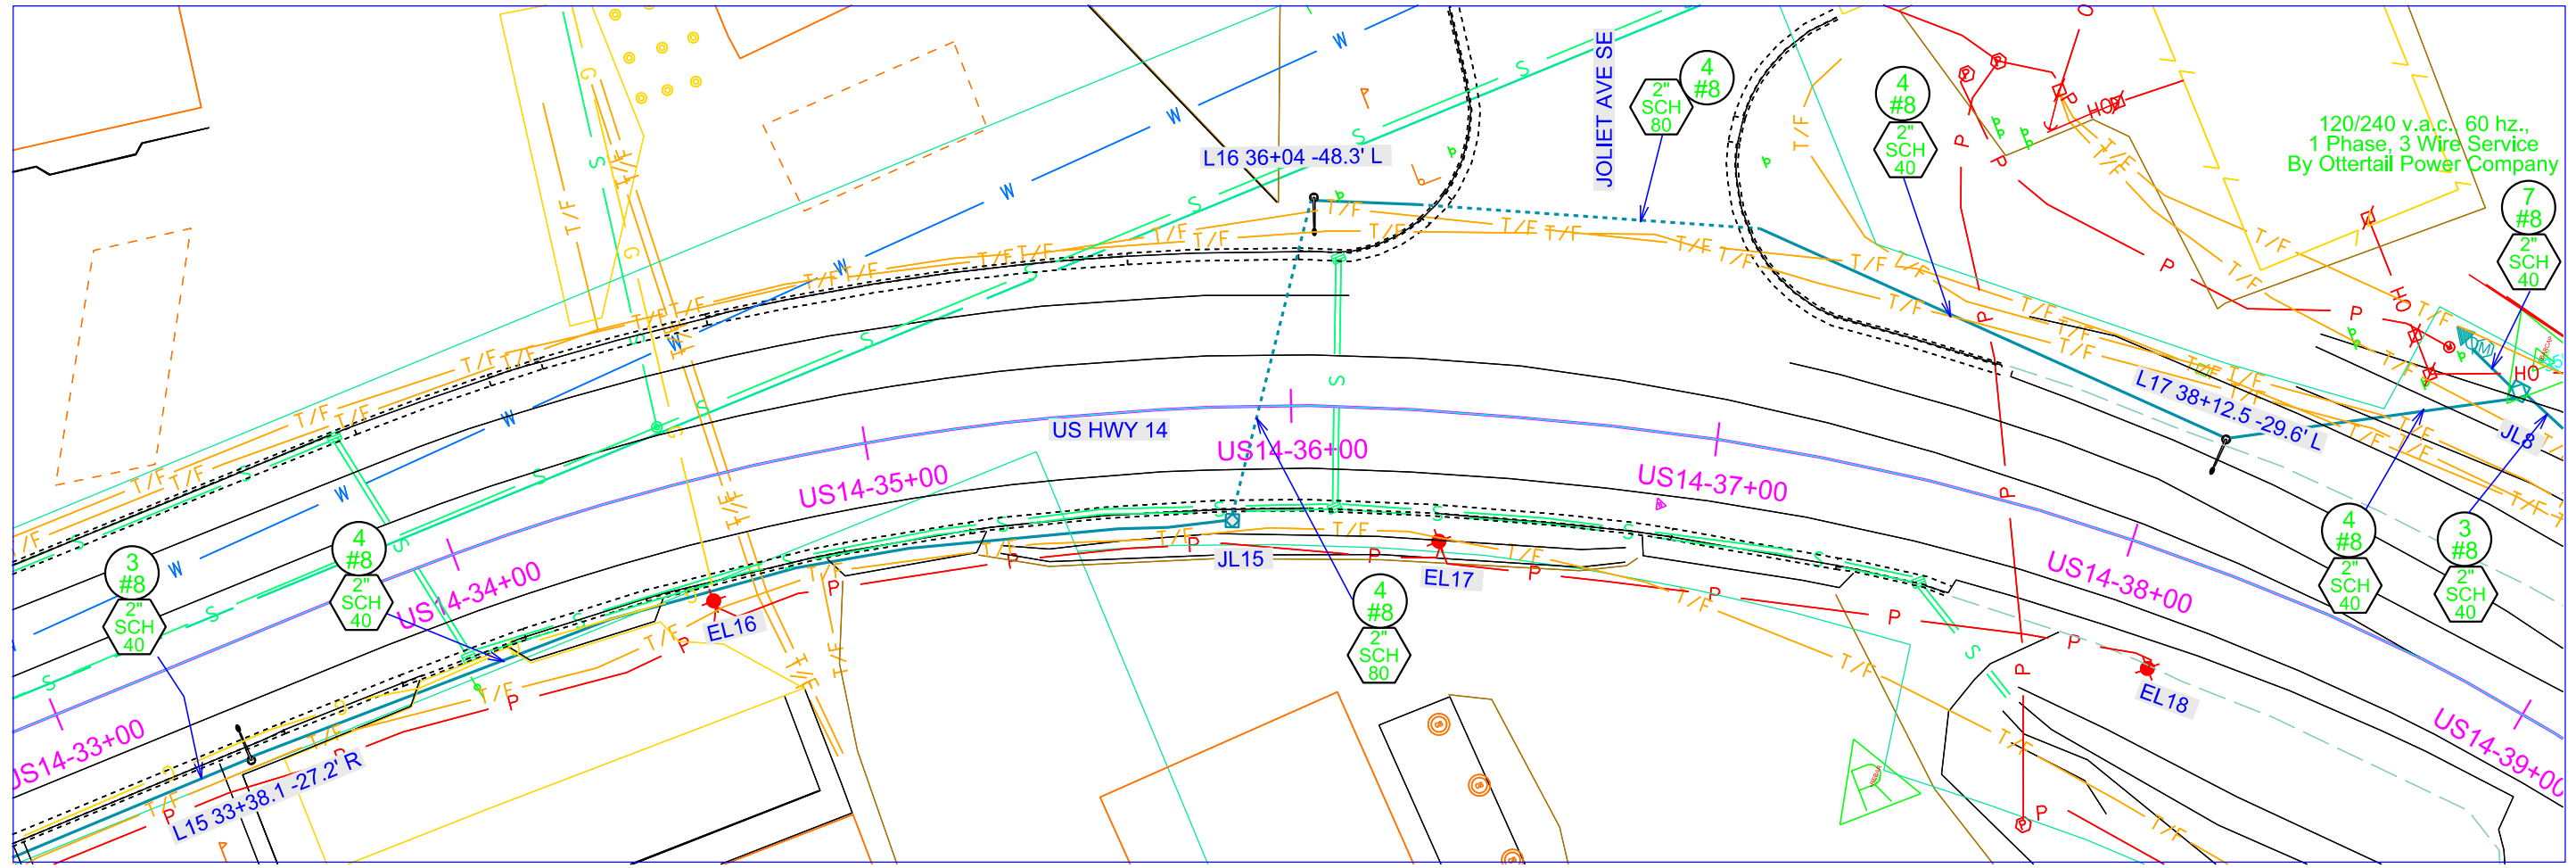 L16 36+04 -48.3' L
JOLIET AVE SE
2"
SCH
80
4
#8
4
#8
2"
SCH
40
120/240 v.a.c., 60 hz.,
1 Phase, 3 Wire Service
By Ottertail Power Company
7
#8
2"
SCH
40
L17 38+12.5 -29.6' L
JL8
US HWY 14
US14-33+00
US14-34+00
US14-35+00
US14-36+00
US14-37+00
US14-38+00
US14-39+00
3
#8
2"
SCH
40
4
#8
2"
SCH
40
EL16
JL15
EL17
4
#8
2"
SCH
80
EL18
4
#8
2"
SCH
40
3
#8
2"
SCH
40
L15 33+38.1 -27.2' R
T/F
W
S
G
P
HO
(M)